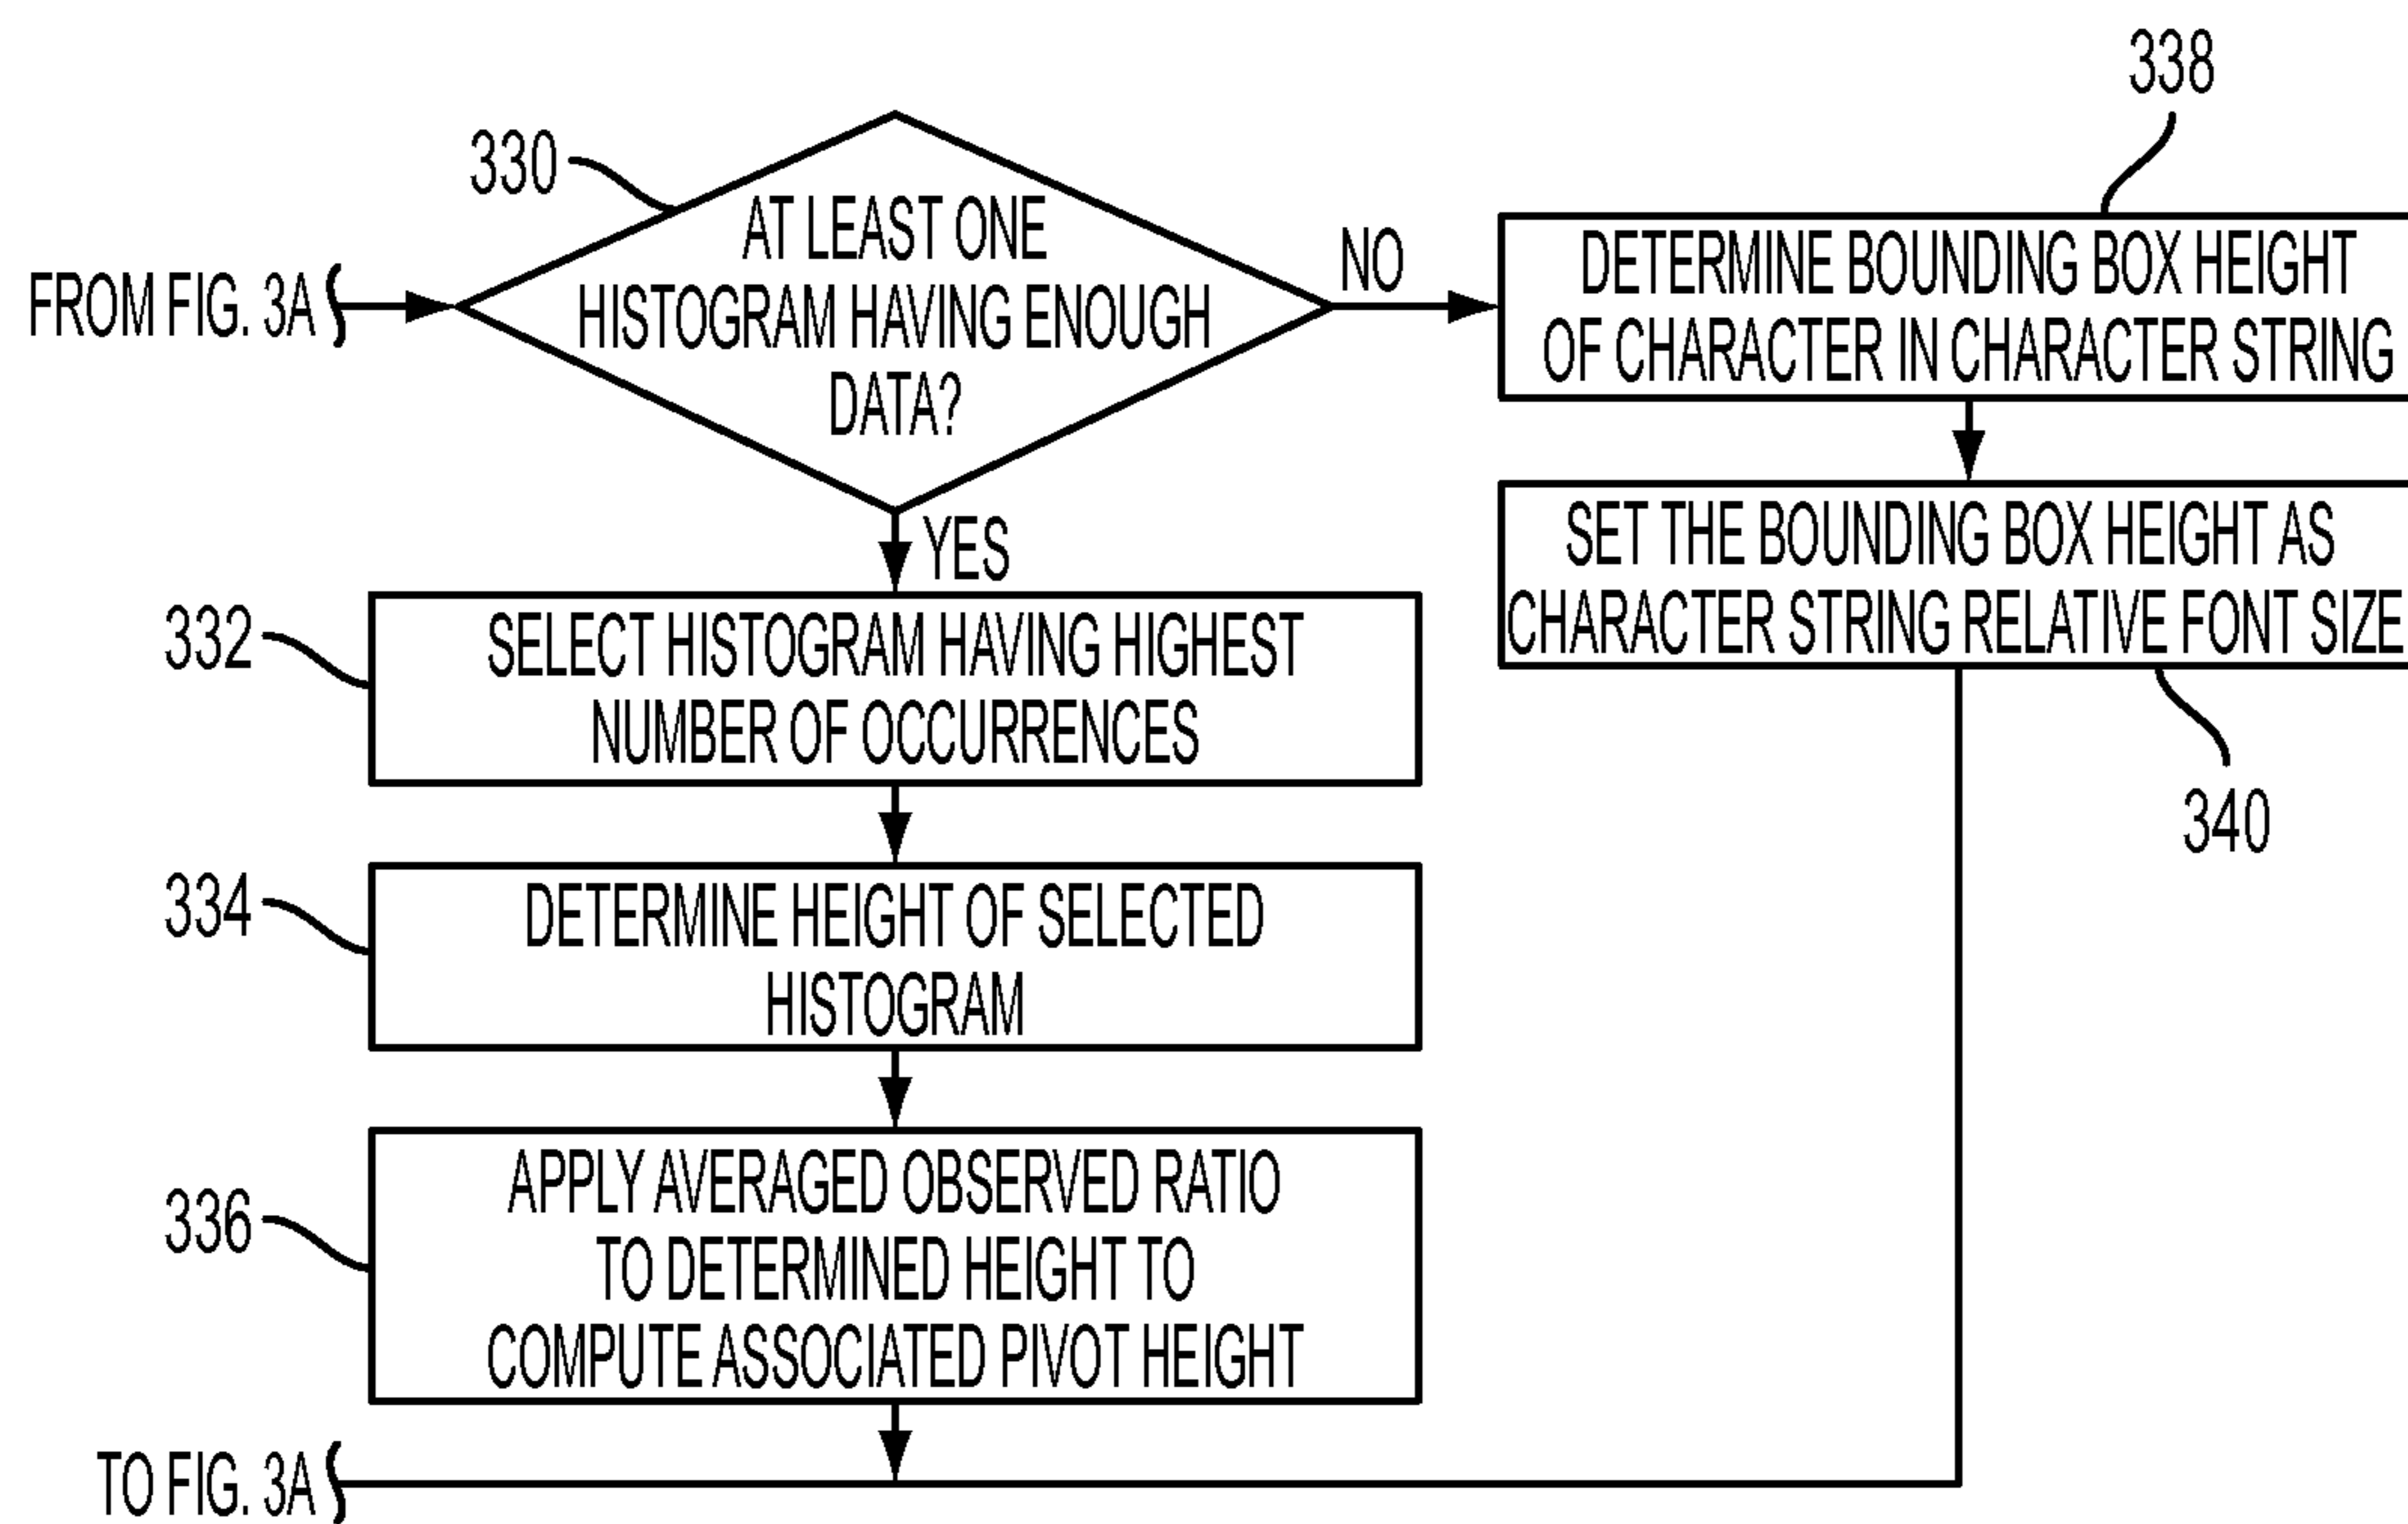 338
330
AT LEAST ONE
HISTOGRAM HAVING ENOUGH
DATA?
FROM FIG. 3A
NO
DETERMINE BOUNDING BOX HEIGHT
OF CHARACTER IN CHARACTER STRING
YES
SET THE BOUNDING BOX HEIGHT AS
CHARACTER STRING RELATIVE FONT SIZE
340
332
SELECT HISTOGRAM HAVING HIGHEST
NUMBER OF OCCURRENCES
334
DETERMINE HEIGHT OF SELECTED
HISTOGRAM
336
APPLY AVERAGED OBSERVED RATIO
TO DETERMINED HEIGHT TO
COMPUTE ASSOCIATED PIVOT HEIGHT
TO FIG. 3A